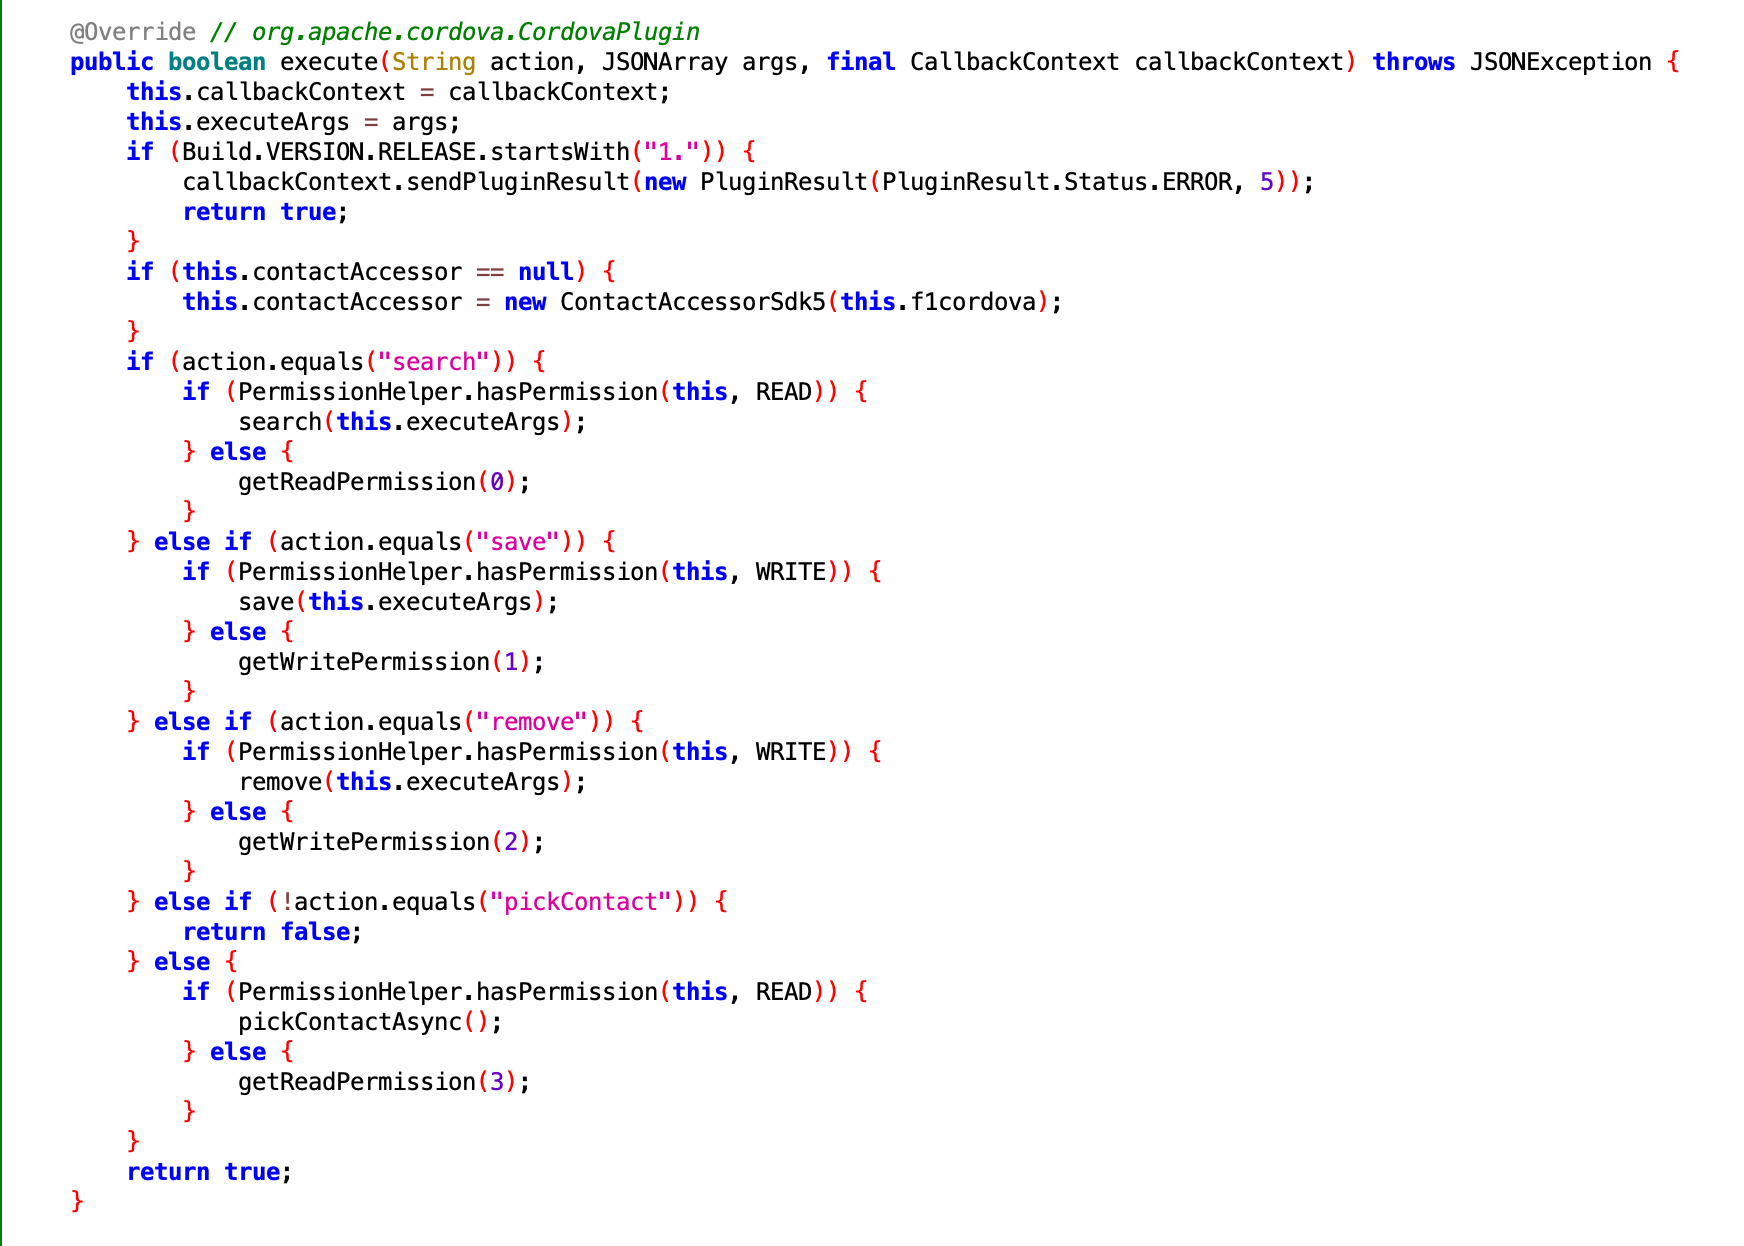 @Override // org.apache.cordova.CordovaPlugin
public boolean execute(String action, JSONArray args, final CallbackContext callbackContext) throws JSONException {
    this.callbackContext = callbackContext;
    this.executeArgs = args;
    if (Build.VERSION.RELEASE.startsWith("1.")) {
        callbackContext.sendPluginResult(new PluginResult(PluginResult.Status.ERROR, 5));
        return true;
    }
    if (this.contactAccessor == null) {
        this.contactAccessor = new ContactAccessorSdk5(this.f1cordova);
    }
    if (action.equals("search")) {
        if (PermissionHelper.hasPermission(this, READ)) {
            search(this.executeArgs);
        } else {
            getReadPermission(0);
        }
    } else if (action.equals("save")) {
        if (PermissionHelper.hasPermission(this, WRITE)) {
            save(this.executeArgs);
        } else {
            getWritePermission(1);
        }
    } else if (action.equals("remove")) {
        if (PermissionHelper.hasPermission(this, WRITE)) {
            remove(this.executeArgs);
        } else {
            getWritePermission(2);
        }
    } else if (!action.equals("pickContact")) {
        return false;
    } else {
        if (PermissionHelper.hasPermission(this, READ)) {
            pickContactAsync();
        } else {
            getReadPermission(3);
        }
    }
    return true;
}